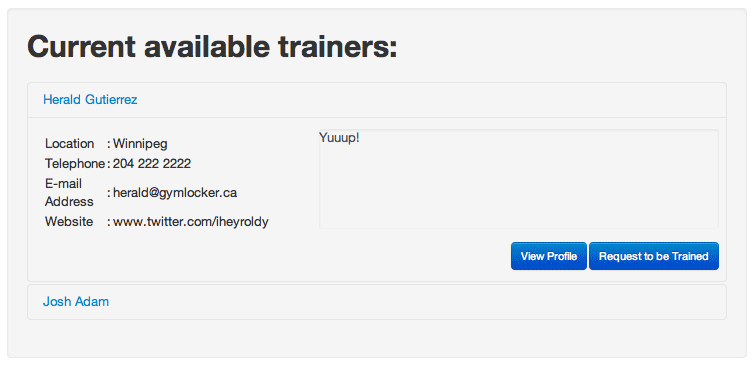 Current available trainers:
Herald Gutierrez
Location : Winnipeg
Telephone : 204 222 2222
E-mail
Address : herald@gymlocker.ca
Website : www.twitter.com/iheyroldy
Yuuup!
View Profile Request to be Trained
Josh Adam